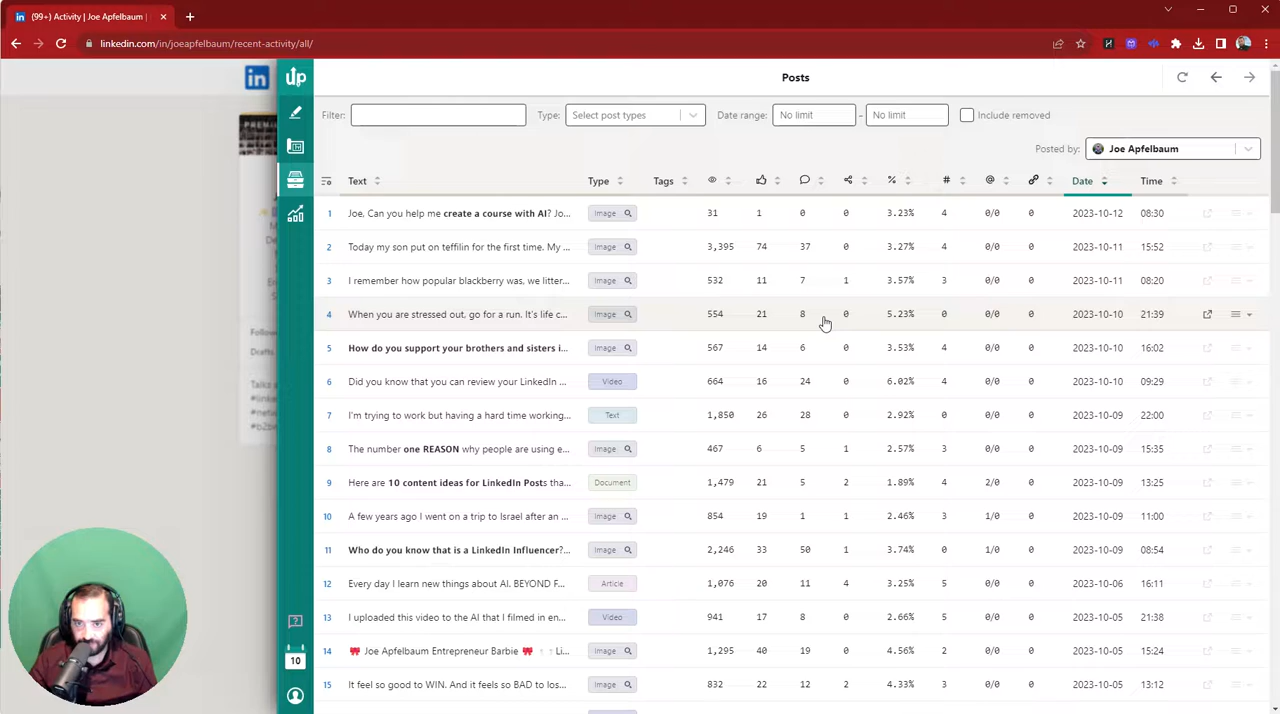 (99+) Activity | Joe Apfelbaum |
linkedin.com/in/joeapfelbaum/recent-activity/all/
in
up
Posts
Filter: Type: Select post types Date range: No limit – No limit Include removed
Posted by: Joe Apfelbaum
Text Type Tags % # @ Date Time
1 Joe, Can you help me create a course with AI? Jo... Image 31 1 0 0 3.23% 4 0/0 0 2023-10-12 08:30
2 Today my son put on teffilin for the first time. My ... Image 3,395 74 37 0 3.27% 4 0/0 0 2023-10-11 15:52
3 I remember how popular blackberry was, we litter... Image 532 11 7 1 3.57% 3 0/0 0 2023-10-11 08:20
4 When you are stressed out, go for a run. It's life c... Image 554 21 8 0 5.23% 0 0/0 0 2023-10-10 21:39
5 How do you support your brothers and sisters i... Image 567 14 6 0 3.53% 4 0/0 0 2023-10-10 16:02
6 Did you know that you can review your LinkedIn ... Video 664 16 24 0 6.02% 4 0/0 0 2023-10-10 09:29
7 I'm trying to work but having a hard time working... Text 1,850 26 28 0 2.92% 0 0/0 0 2023-10-09 22:00
8 The number one REASON why people are using e... Image 467 6 5 1 2.57% 3 0/0 0 2023-10-09 15:35
9 Here are 10 content ideas for LinkedIn Posts tha... Document 1,479 21 5 2 1.89% 4 2/0 0 2023-10-09 13:25
10 A few years ago I went on a trip to Israel after an ... Image 854 19 1 1 2.46% 3 1/0 0 2023-10-09 11:00
11 Who do you know that is a LinkedIn Influencer?... Image 2,246 33 50 1 3.74% 0 1/0 0 2023-10-09 08:54
12 Every day I learn new things about AI. BEYOND F... Article 1,076 20 11 4 3.25% 5 0/0 0 2023-10-06 16:11
13 I uploaded this video to the AI that I filmed in en... Video 941 17 8 0 2.66% 5 0/0 0 2023-10-05 21:38
14 🎀 Joe Apfelbaum Entrepreneur Barbie 🎀 Li... Image 1,295 40 19 0 4.56% 2 0/0 0 2023-10-05 15:24
15 It feel so good to WIN. And it feels so BAD to los... Image 832 22 12 2 4.33% 3 0/0 0 2023-10-05 13:12
PREMI
Follow
Drafts
Talks
#linke
#netw
#b2b
10